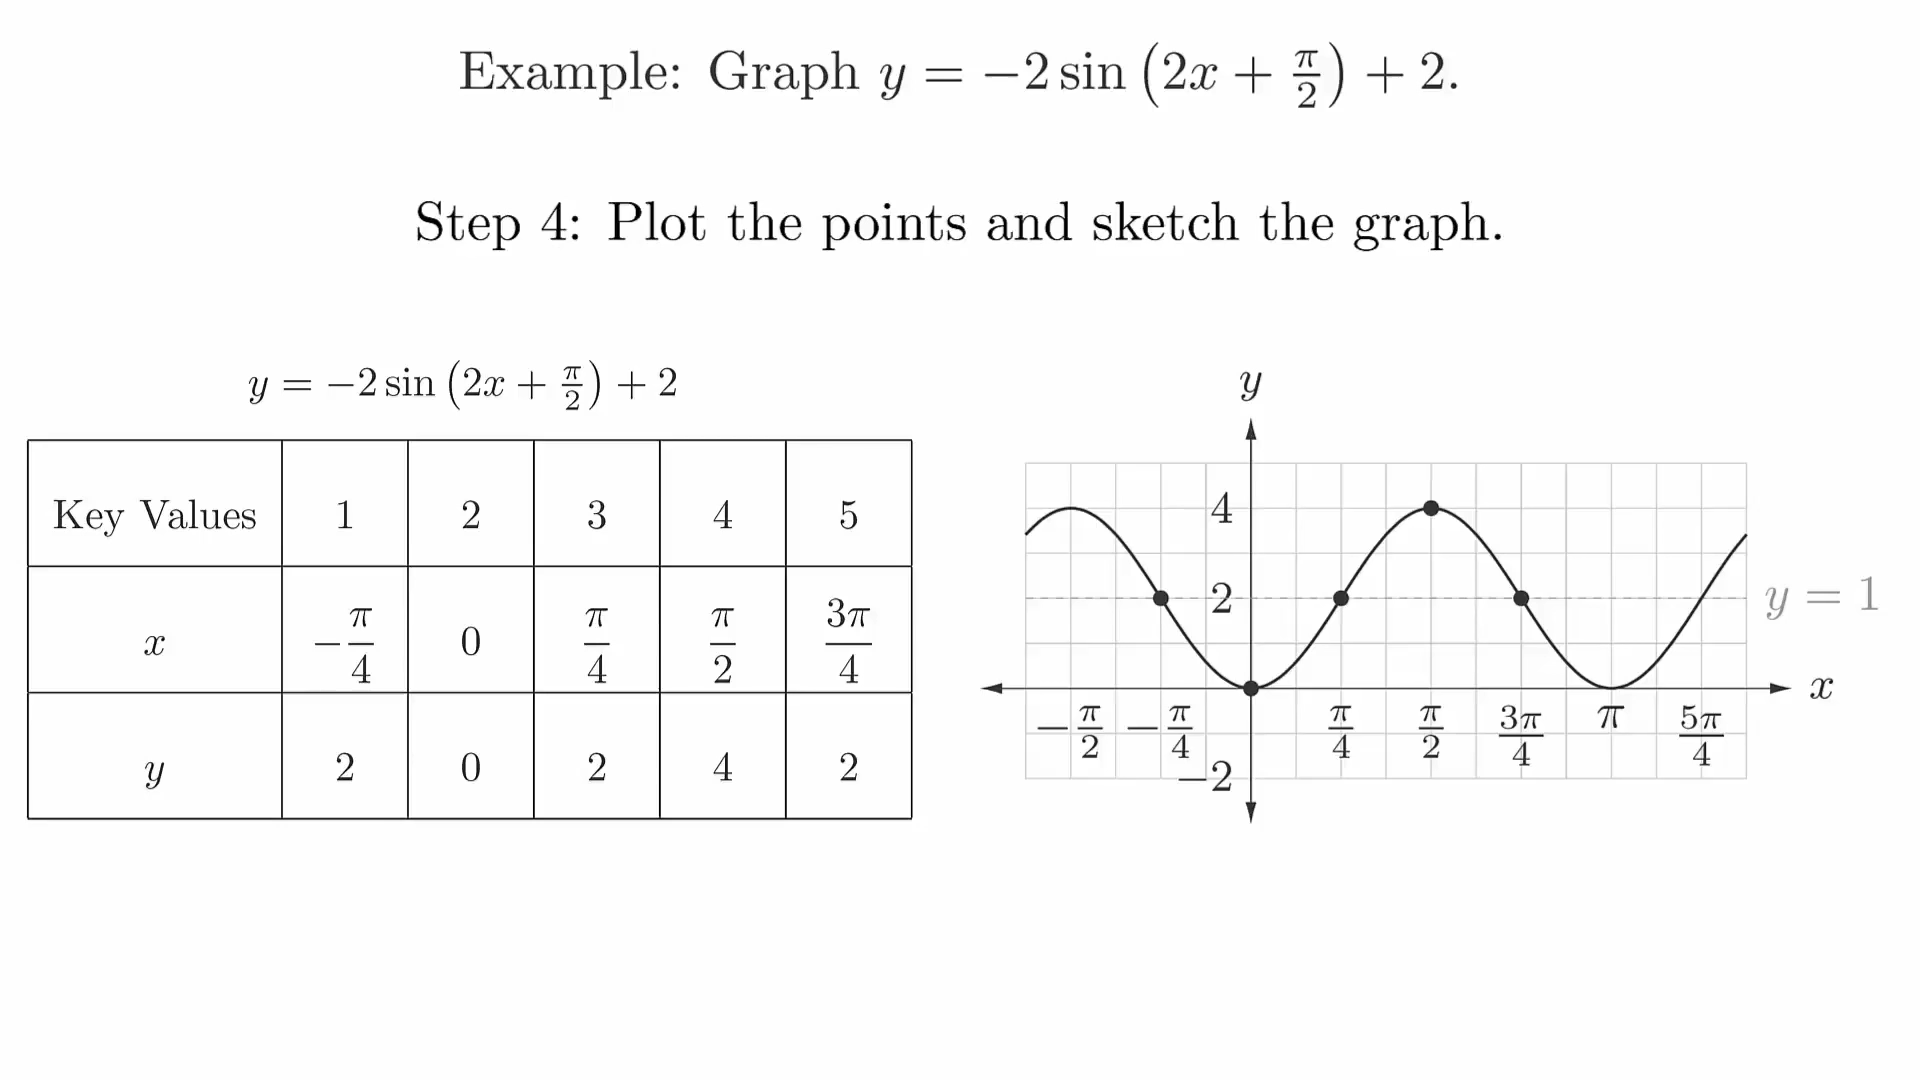 Example: Graph y = −2 sin (2x + π/2) + 2.
Step 4: Plot the points and sketch the graph.
y = −2 sin (2x + π/2) + 2
Key Values 1 2 3 4 5
x −π/4 0 π/4 π/2 3π/4
y 2 0 2 4 2
y
4
2
y = 1
x
−π/2 −π/4 π/4 π/2 3π/4 π 5π/4
−2